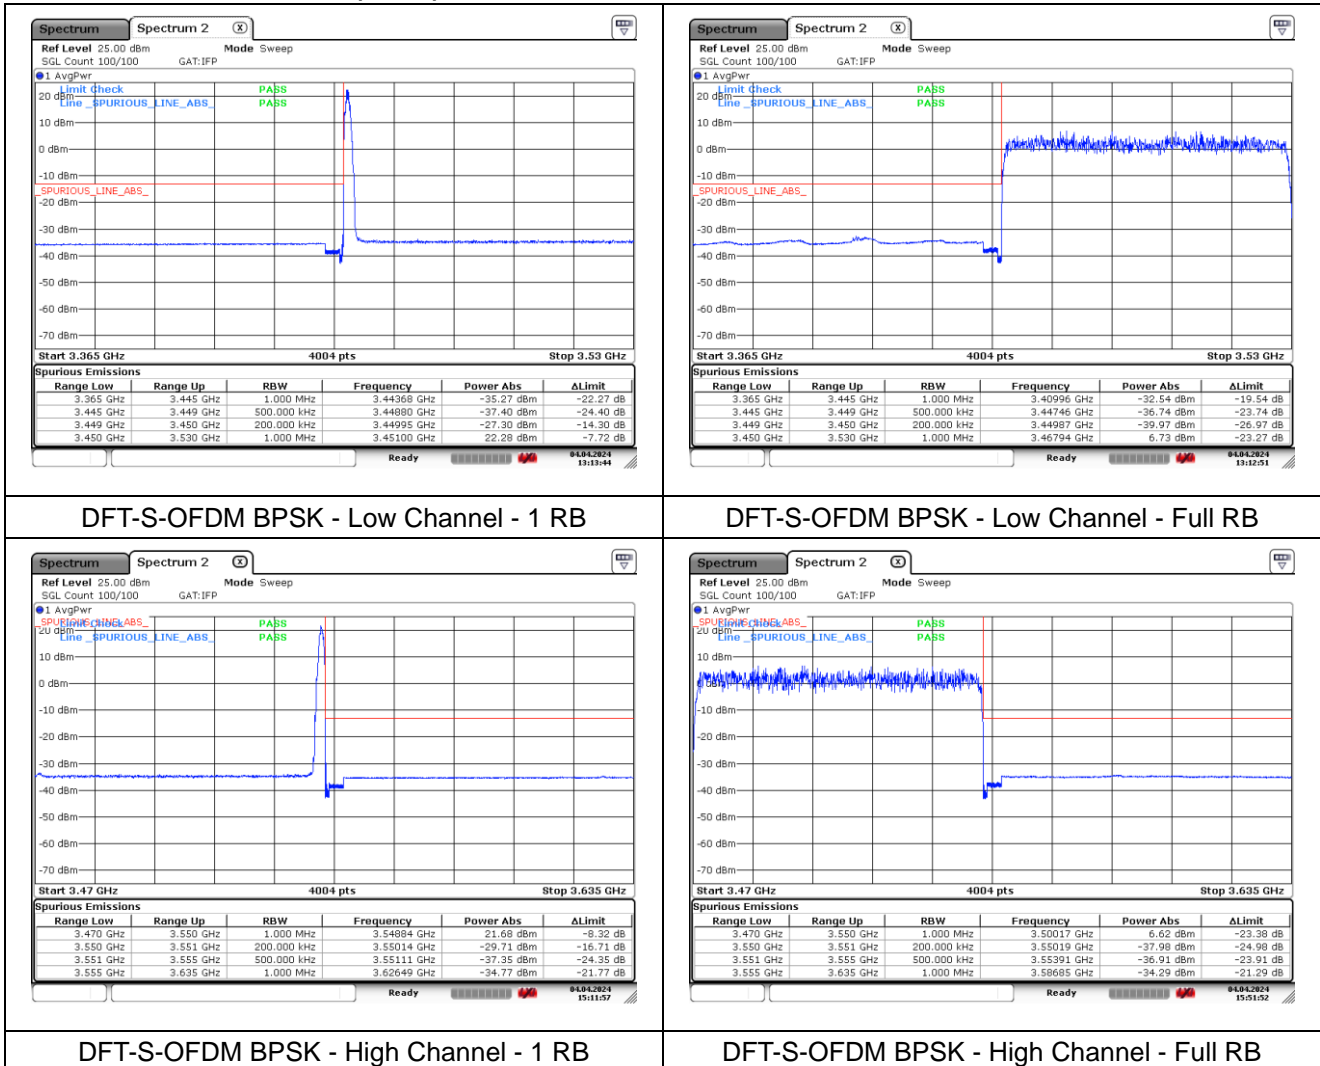 Spectrum Spectrum 2 X
Ref Level 25.00 dBm Mode Sweep
SGL Count 100/100 GAT:IFP
1 AvgPwr
Limit Check PASS
Line _SPURIOUS_LINE_ABS_ PASS
20 dBm
10 dBm
0 dBm
-10 dBm
_SPURIOUS_LINE_ABS_
-20 dBm
-30 dBm
-40 dBm
-50 dBm
-60 dBm
-70 dBm
Start 3.365 GHz 4004 pts Stop 3.53 GHz
Spurious Emissions
Range Low Range Up RBW Frequency Power Abs ΔLimit
3.365 GHz 3.445 GHz 1.000 MHz 3.44368 GHz -35.27 dBm -22.27 dB
3.445 GHz 3.449 GHz 500.000 kHz 3.44880 GHz -37.40 dBm -24.40 dB
3.449 GHz 3.450 GHz 200.000 kHz 3.44995 GHz -27.30 dBm -14.30 dB
3.450 GHz 3.530 GHz 1.000 MHz 3.45100 GHz 22.28 dBm -7.72 dB
Ready 04.04.2024
13:13:44
DFT-S-OFDM BPSK - Low Channel - 1 RB
Spectrum Spectrum 2 X
Ref Level 25.00 dBm Mode Sweep
SGL Count 100/100 GAT:IFP
1 AvgPwr
Limit Check PASS
Line _SPURIOUS_LINE_ABS_ PASS
20 dBm
10 dBm
0 dBm
-10 dBm
_SPURIOUS_LINE_ABS_
-20 dBm
-30 dBm
-40 dBm
-50 dBm
-60 dBm
-70 dBm
Start 3.365 GHz 4004 pts Stop 3.53 GHz
Spurious Emissions
Range Low Range Up RBW Frequency Power Abs ΔLimit
3.365 GHz 3.445 GHz 1.000 MHz 3.40996 GHz -32.54 dBm -19.54 dB
3.445 GHz 3.449 GHz 500.000 kHz 3.44746 GHz -36.74 dBm -23.74 dB
3.449 GHz 3.450 GHz 200.000 kHz 3.44987 GHz -39.97 dBm -26.97 dB
3.450 GHz 3.530 GHz 1.000 MHz 3.46794 GHz 6.73 dBm -23.27 dB
Ready 04.04.2024
13:12:51
DFT-S-OFDM BPSK - Low Channel - Full RB
Spectrum Spectrum 2 X
Ref Level 25.00 dBm Mode Sweep
SGL Count 100/100 GAT:IFP
1 AvgPwr
_SPURIOUS_LINE_ABS_
Limit Check PASS
Line _SPURIOUS_LINE_ABS_ PASS
20 dBm
10 dBm
0 dBm
-10 dBm
-20 dBm
-30 dBm
-40 dBm
-50 dBm
-60 dBm
-70 dBm
Start 3.47 GHz 4004 pts Stop 3.635 GHz
Spurious Emissions
Range Low Range Up RBW Frequency Power Abs ΔLimit
3.470 GHz 3.550 GHz 1.000 MHz 3.54884 GHz 21.68 dBm -8.32 dB
3.550 GHz 3.551 GHz 200.000 kHz 3.55014 GHz -29.71 dBm -16.71 dB
3.551 GHz 3.555 GHz 500.000 kHz 3.55111 GHz -37.35 dBm -24.35 dB
3.555 GHz 3.635 GHz 1.000 MHz 3.62649 GHz -34.77 dBm -21.77 dB
Ready 04.04.2024
15:11:57
DFT-S-OFDM BPSK - High Channel - 1 RB
Spectrum Spectrum 2 X
Ref Level 25.00 dBm Mode Sweep
SGL Count 100/100 GAT:IFP
1 AvgPwr
_SPURIOUS_LINE_ABS_
Limit Check PASS
Line _SPURIOUS_LINE_ABS_ PASS
20 dBm
10 dBm
0 dBm
-10 dBm
-20 dBm
-30 dBm
-40 dBm
-50 dBm
-60 dBm
-70 dBm
Start 3.47 GHz 4004 pts Stop 3.635 GHz
Spurious Emissions
Range Low Range Up RBW Frequency Power Abs ΔLimit
3.470 GHz 3.550 GHz 1.000 MHz 3.50017 GHz 6.62 dBm -23.38 dB
3.550 GHz 3.551 GHz 200.000 kHz 3.55019 GHz -37.98 dBm -24.98 dB
3.551 GHz 3.555 GHz 500.000 kHz 3.55391 GHz -36.91 dBm -23.91 dB
3.555 GHz 3.635 GHz 1.000 MHz 3.58685 GHz -34.29 dBm -21.29 dB
Ready 04.04.2024
15:51:52
DFT-S-OFDM BPSK - High Channel - Full RB